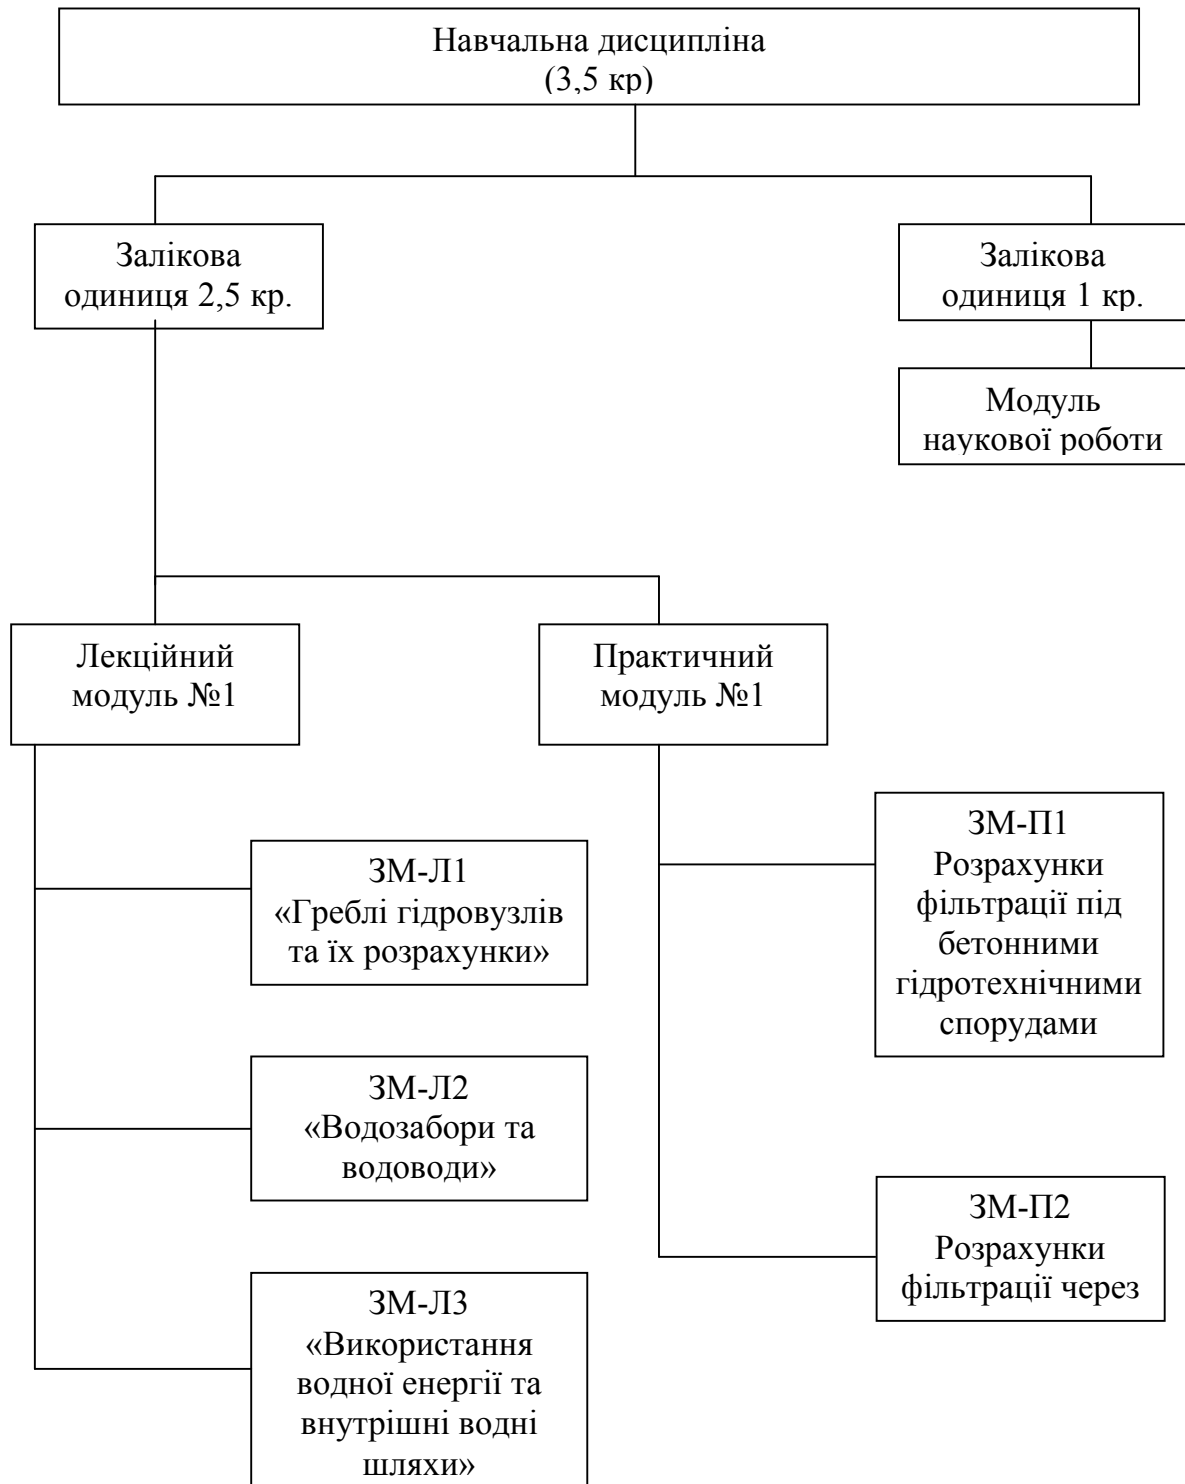 Навчальна дисципліна
(3,5 кр)
Залікова
одиниця 2,5 кр.
Залікова
одиниця 1 кр.
Модуль
наукової роботи
Лекційний
модуль №1
Практичний
модуль №1
ЗМ-Л1
«Греблі гідровузлів
та їх розрахунки»
ЗМ-Л2
«Водозабори та
водоводи»
ЗМ-Л3
«Використання
водної енергії та
внутрішні водні
шляхи»
ЗМ-П1
Розрахунки
фільтрації під
бетонними
гідротехнічними
спорудами
ЗМ-П2
Розрахунки
фільтрації через